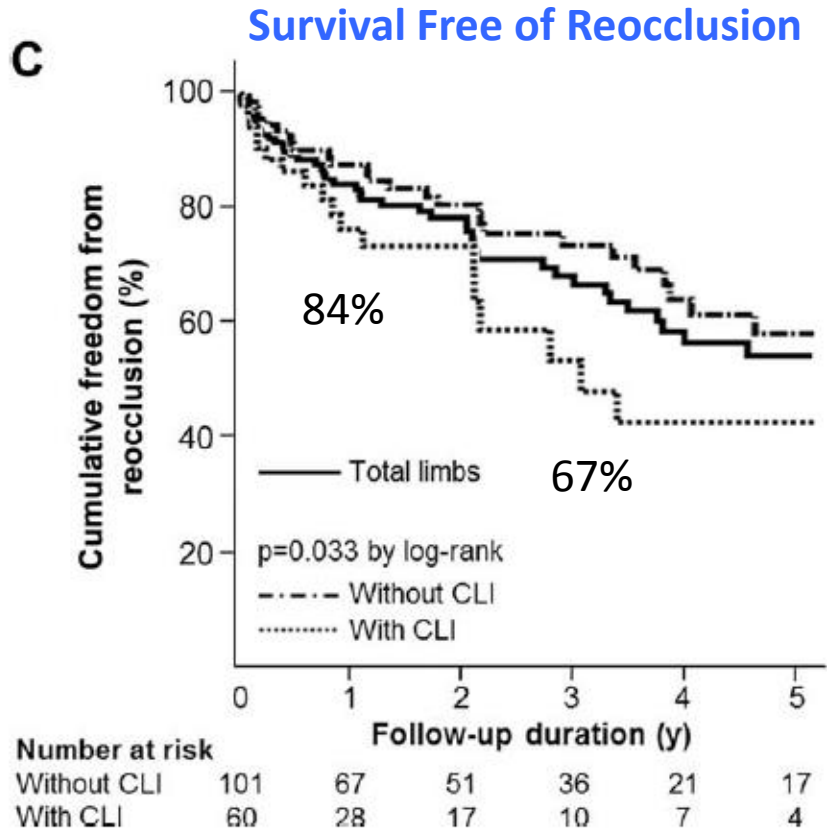 Survival Free of Reocclusion
C
Cumulative freedom from
reocclusion (%)
100
80
60
40
20
84%
67%
Total limbs
p=0.033 by log-rank
Without CLI
With CLI
0 1 2 3 4 5
Follow-up duration (y)
Number at risk
Without CLI 101 67 51 36 21 17
With CLI 60 28 17 10 7 4